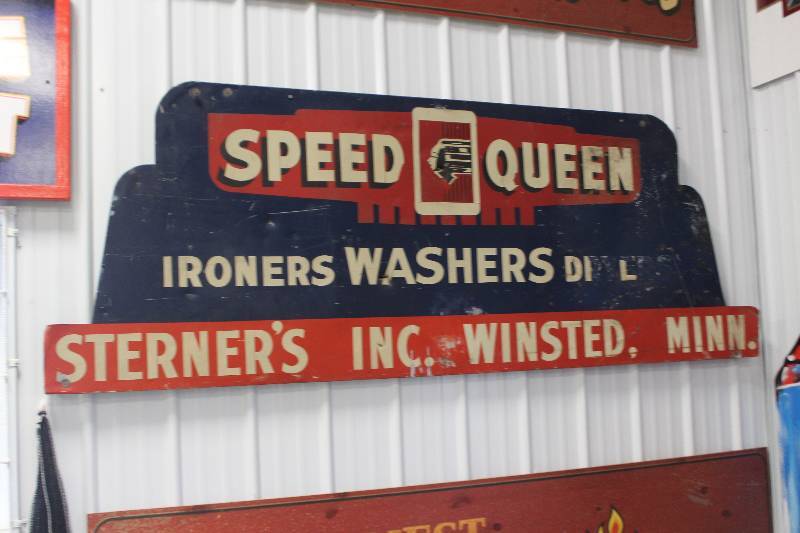 SPEED QUEEN
IRONERS WASHERS
STERNER'S INC. WINSTED, MINN.